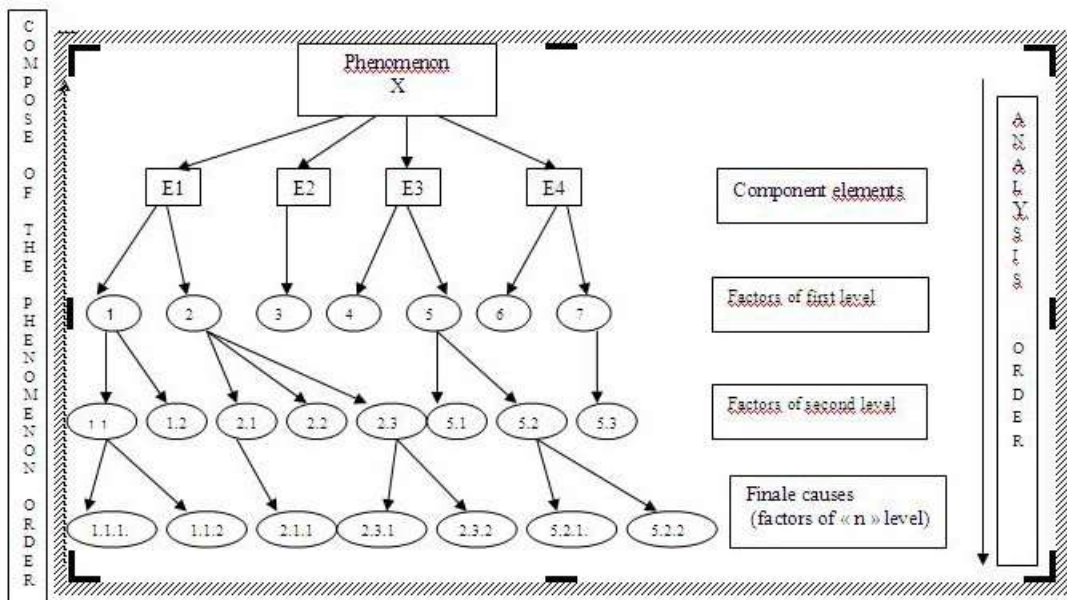 COMPOSE OF THE PHENOMENON ORDER
Phenomenon
X
E1 E2 E3 E4
Component elements
1 2 3 4 5 6 7
Factors of first level
1.2 2.1 2.2 2.3 5.1 5.2 5.3
Factors of second level
1.1.1. 1.1.2 2.1.1 2.3.1 2.3.2 5.2.1. 5.2.2
Finale causes
(factors of « n » level)
ANALYSIS ORDER